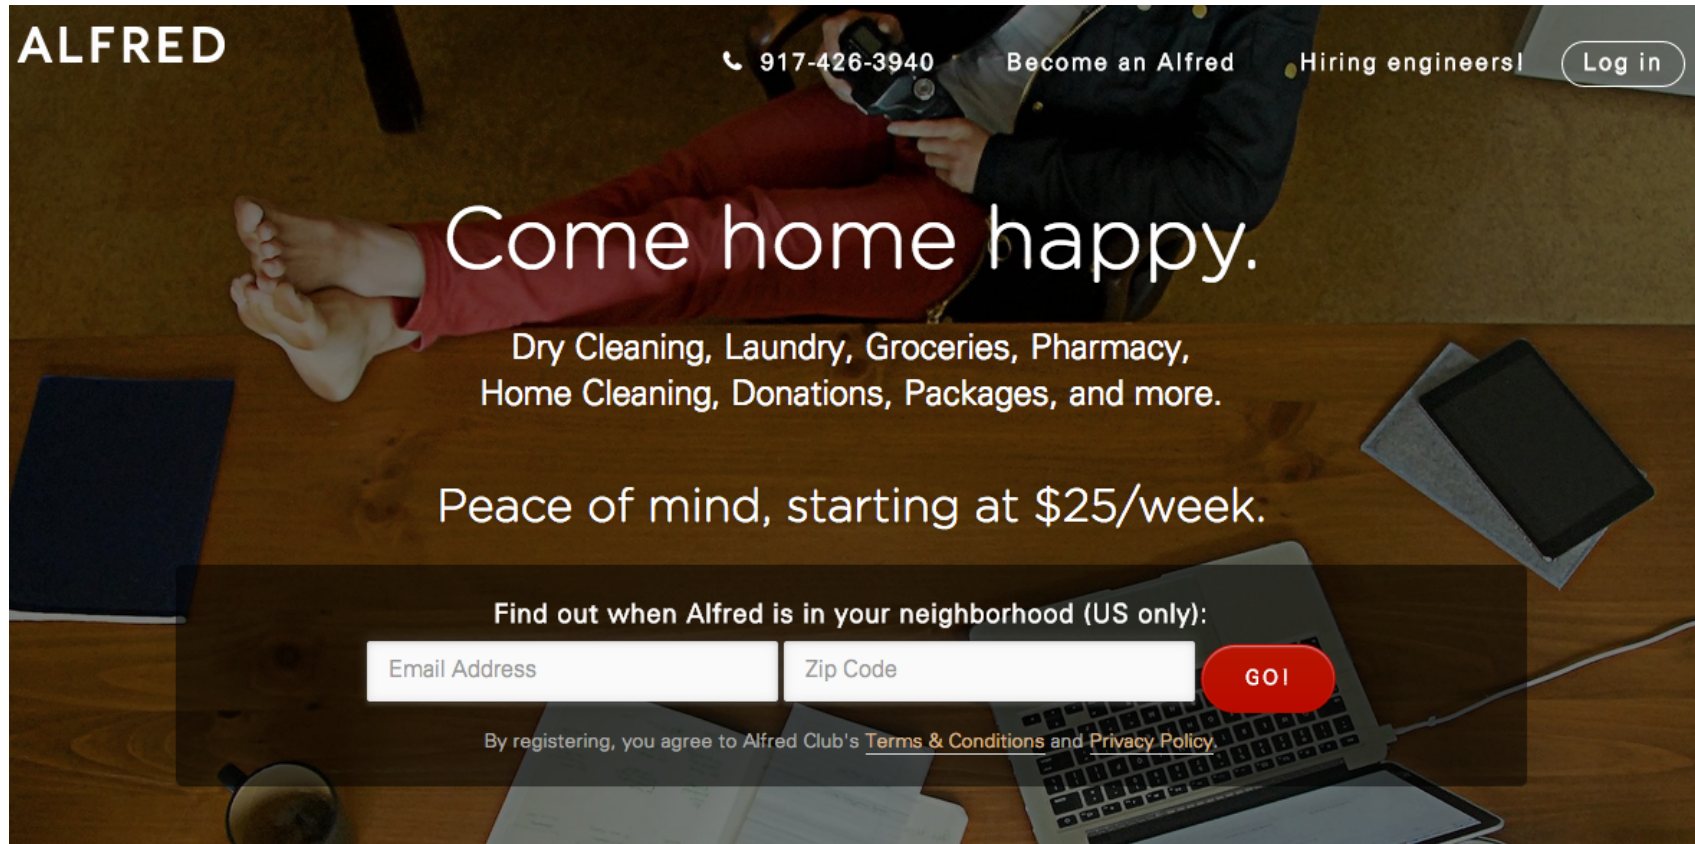 ALFRED
917-426-3940 Become an Alfred Hiring engineers! Log in
Come home happy.
Dry Cleaning, Laundry, Groceries, Pharmacy,
Home Cleaning, Donations, Packages, and more.
Peace of mind, starting at $25/week.
Find out when Alfred is in your neighborhood (US only):
Email Address Zip Code GO!
By registering, you agree to Alfred Club's Terms & Conditions and Privacy Policy.